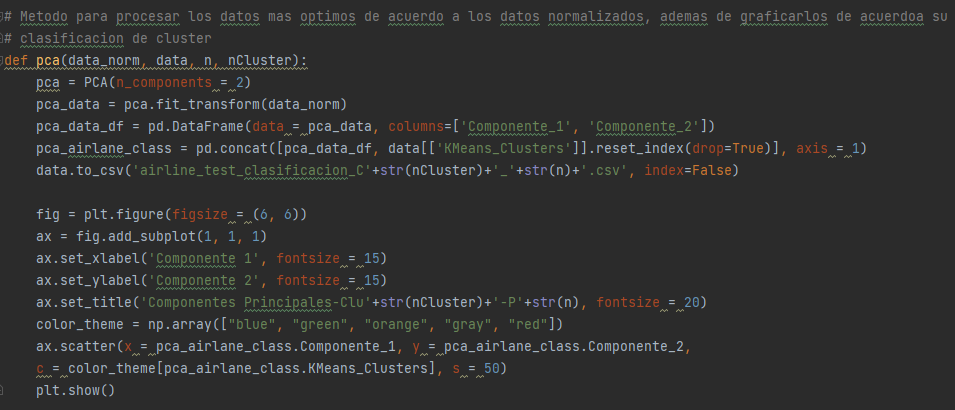 # Metodo para procesar los datos mas optimos de acuerdo a los datos normalizados, ademas de graficarlos de acuerdoa su
# clasificacion de cluster
def pca(data_norm, data, n, nCluster):
    pca = PCA(n_components = 2)
    pca_data = pca.fit_transform(data_norm)
    pca_data_df = pd.DataFrame(data = pca_data, columns=['Componente_1', 'Componente_2'])
    pca_airlane_class = pd.concat([pca_data_df, data[['KMeans_Clusters']].reset_index(drop=True)], axis = 1)
    data.to_csv('airline_test_clasificacion_C'+str(nCluster)+'_'+str(n)+'.csv', index=False)

    fig = plt.figure(figsize = (6, 6))
    ax = fig.add_subplot(1, 1, 1)
    ax.set_xlabel('Componente 1', fontsize = 15)
    ax.set_ylabel('Componente 2', fontsize = 15)
    ax.set_title('Componentes Principales-Clu'+str(nCluster)+'-P'+str(n), fontsize = 20)
    color_theme = np.array(["blue", "green", "orange", "gray", "red"])
    ax.scatter(x = pca_airlane_class.Componente_1, y = pca_airlane_class.Componente_2,
    c = color_theme[pca_airlane_class.KMeans_Clusters], s = 50)
    plt.show()